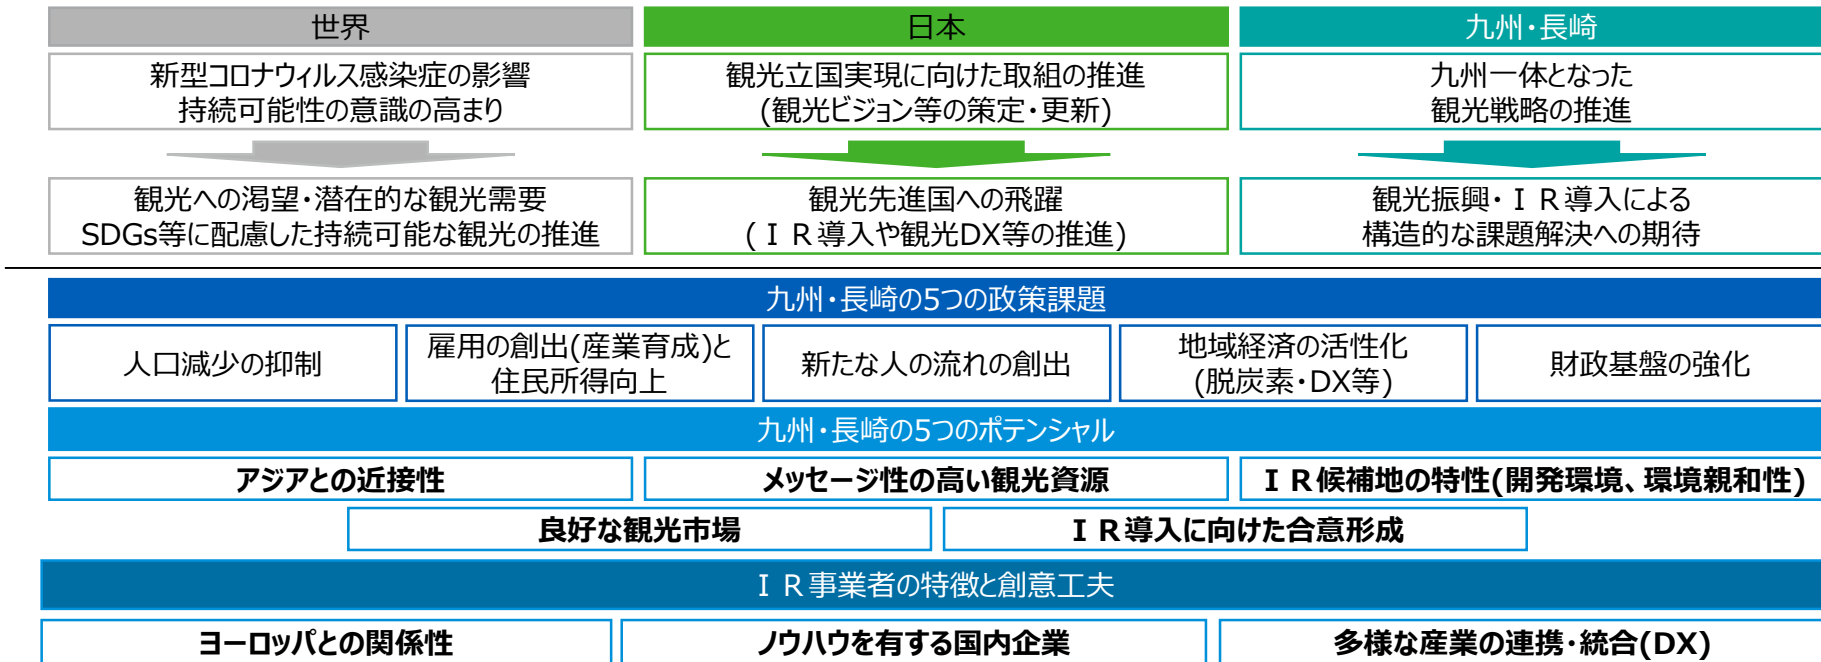 世界
日本
九州・長崎
新型コロナウィルス感染症の影響
持続可能性の意識の高まり
観光立国実現に向けた取組の推進
(観光ビジョン等の策定・更新)
九州一体となった
観光戦略の推進
観光への渇望・潜在的な観光需要
SDGs等に配慮した持続可能な観光の推進
観光先進国への飛躍
(ＩＲ導入や観光DX等の推進)
観光振興・ＩＲ導入による
構造的な課題解決への期待
九州・長崎の5つの政策課題
人口減少の抑制
雇用の創出(産業育成)と
住民所得向上
新たな人の流れの創出
地域経済の活性化
(脱炭素・DX等)
財政基盤の強化
九州・長崎の5つのポテンシャル
アジアとの近接性
メッセージ性の高い観光資源
ＩＲ候補地の特性(開発環境、環境親和性)
良好な観光市場
ＩＲ導入に向けた合意形成
ＩＲ事業者の特徴と創意工夫
ヨーロッパとの関係性
ノウハウを有する国内企業
多様な産業の連携・統合(DX)